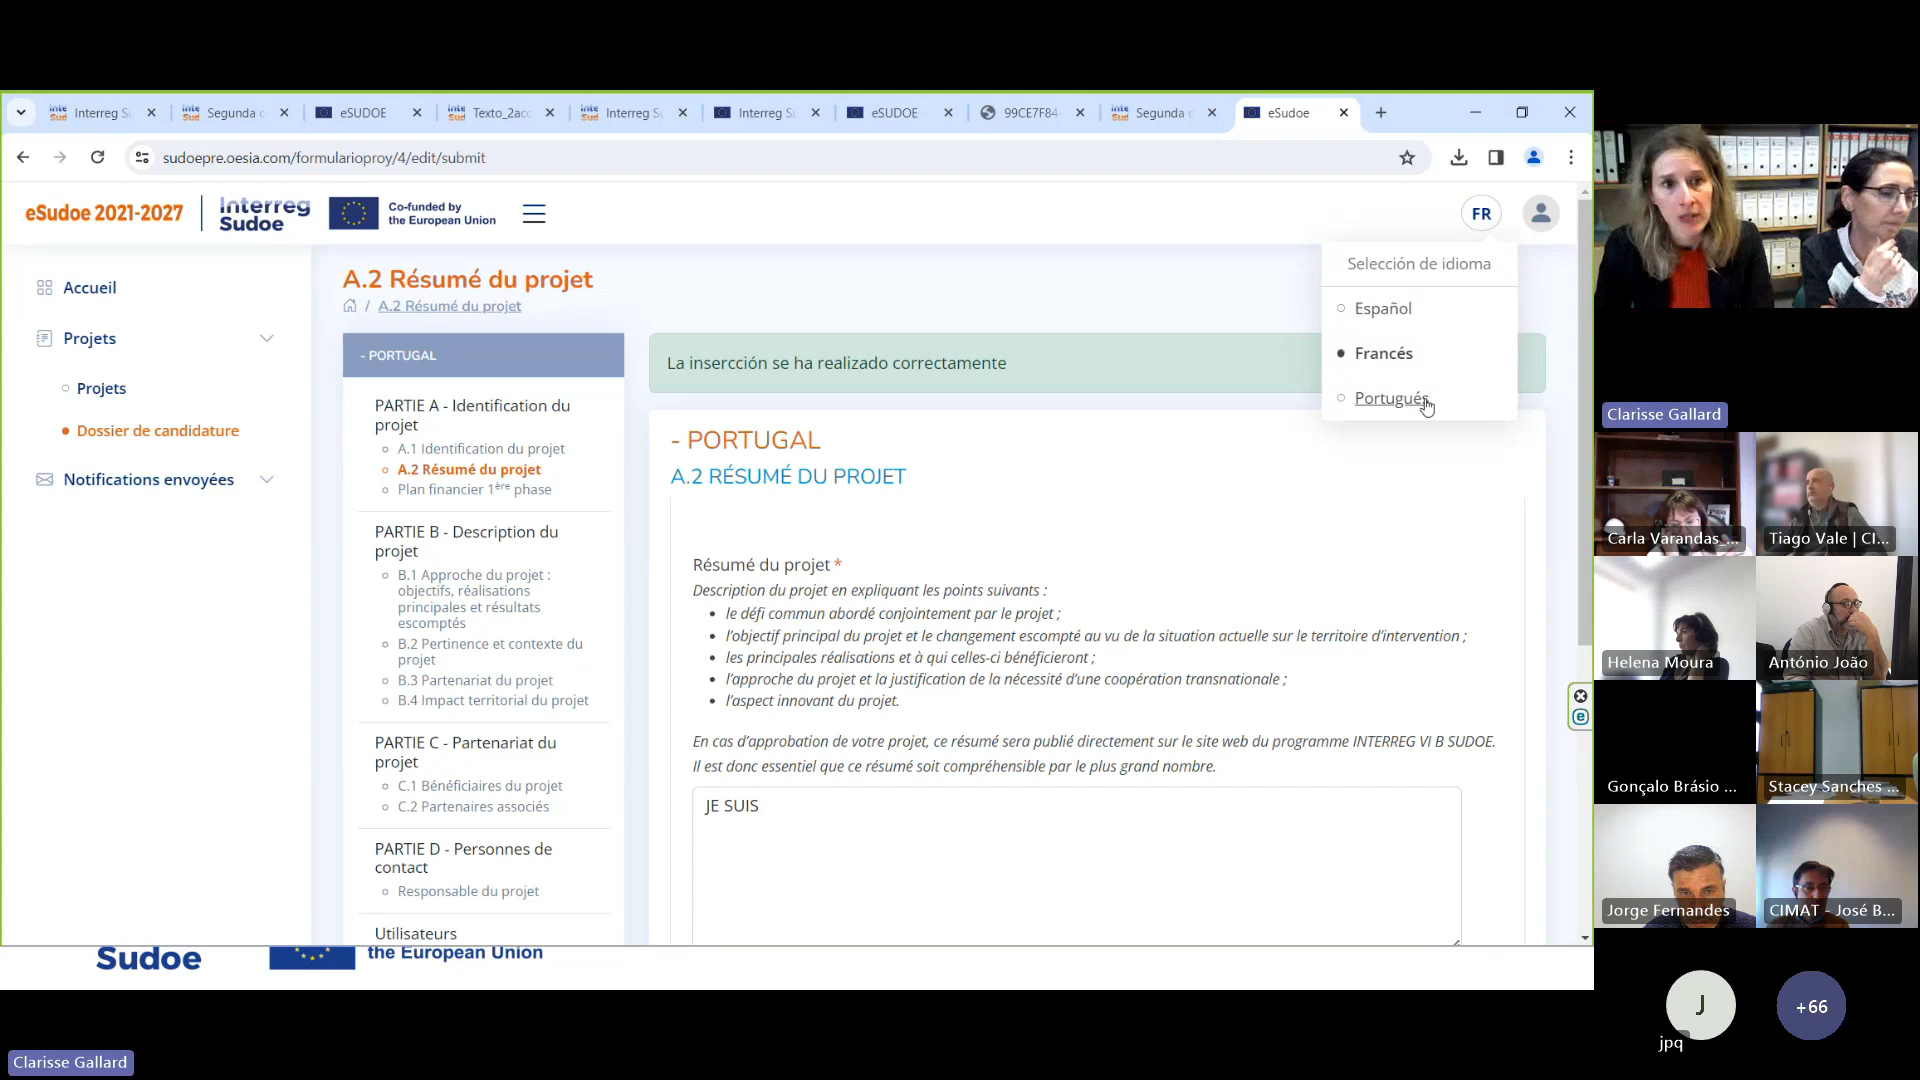 Interreg Su
Segunda c
eSUDOE
Texto_2acc
Interreg Su
Interreg Su
eSUDOE
99CE7F84-
Segunda c
eSudoe
sudoepre.oesia.com/formularioproy/4/edit/submit
eSudoe 2021-2027
Interreg
Sudoe
Co-funded by
the European Union
FR
Selección de idioma
Español
Francés
Portugués
Accueil
Projets
Projets
Dossier de candidature
Notifications envoyées
A.2 Résumé du projet
/ A.2 Résumé du projet
- PORTUGAL
PARTIE A - Identification du
projet
A.1 Identification du projet
A.2 Résumé du projet
Plan financier 1ère phase
PARTIE B - Description du
projet
B.1 Approche du projet :
objectifs, réalisations
principales et résultats
escomptés
B.2 Pertinence et contexte du
projet
B.3 Partenariat du projet
B.4 Impact territorial du projet
PARTIE C - Partenariat du
projet
C.1 Bénéficiaires du projet
C.2 Partenaires associés
PARTIE D - Personnes de
contact
Responsable du projet
Utilisateurs
La insercción se ha realizado correctamente
- PORTUGAL
A.2 RÉSUMÉ DU PROJET
Résumé du projet *
Description du projet en expliquant les points suivants :
le défi commun abordé conjointement par le projet ;
l'objectif principal du projet et le changement escompté au vu de la situation actuelle sur le territoire d'intervention ;
les principales réalisations et à qui celles-ci bénéficieront ;
l'approche du projet et la justification de la nécessité d'une coopération transnationale ;
l'aspect innovant du projet.
En cas d'approbation de votre projet, ce résumé sera publié directement sur le site web du programme INTERREG VI B SUDOE.
Il est donc essentiel que ce résumé soit compréhensible par le plus grand nombre.
JE SUIS
Sudoe
the European Union
Clarisse Gallard
Carla Varandas_...
Tiago Vale | CI...
Helena Moura
António João
Gonçalo Brásio ...
Stacey Sanches ...
Jorge Fernandes
CIMAT - José B...
J
jpq
+66
Clarisse Gallard